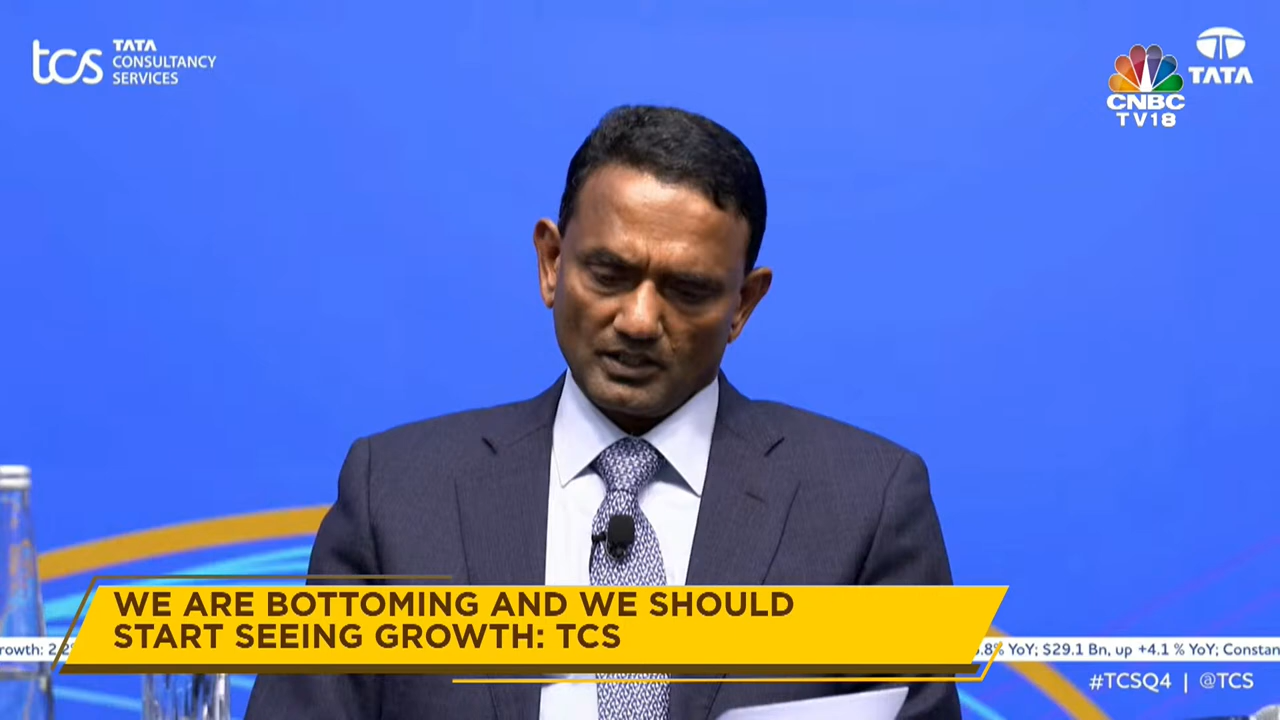 tcs
TATA
CONSULTANCY
SERVICES
TATA
CNBC
TV18
WE ARE BOTTOMING AND WE SHOULD
START SEEING GROWTH: TCS
.8% YoY; $29.1 Bn, up +4.1 % YoY; Constan
#TCSQ4 | @TCS